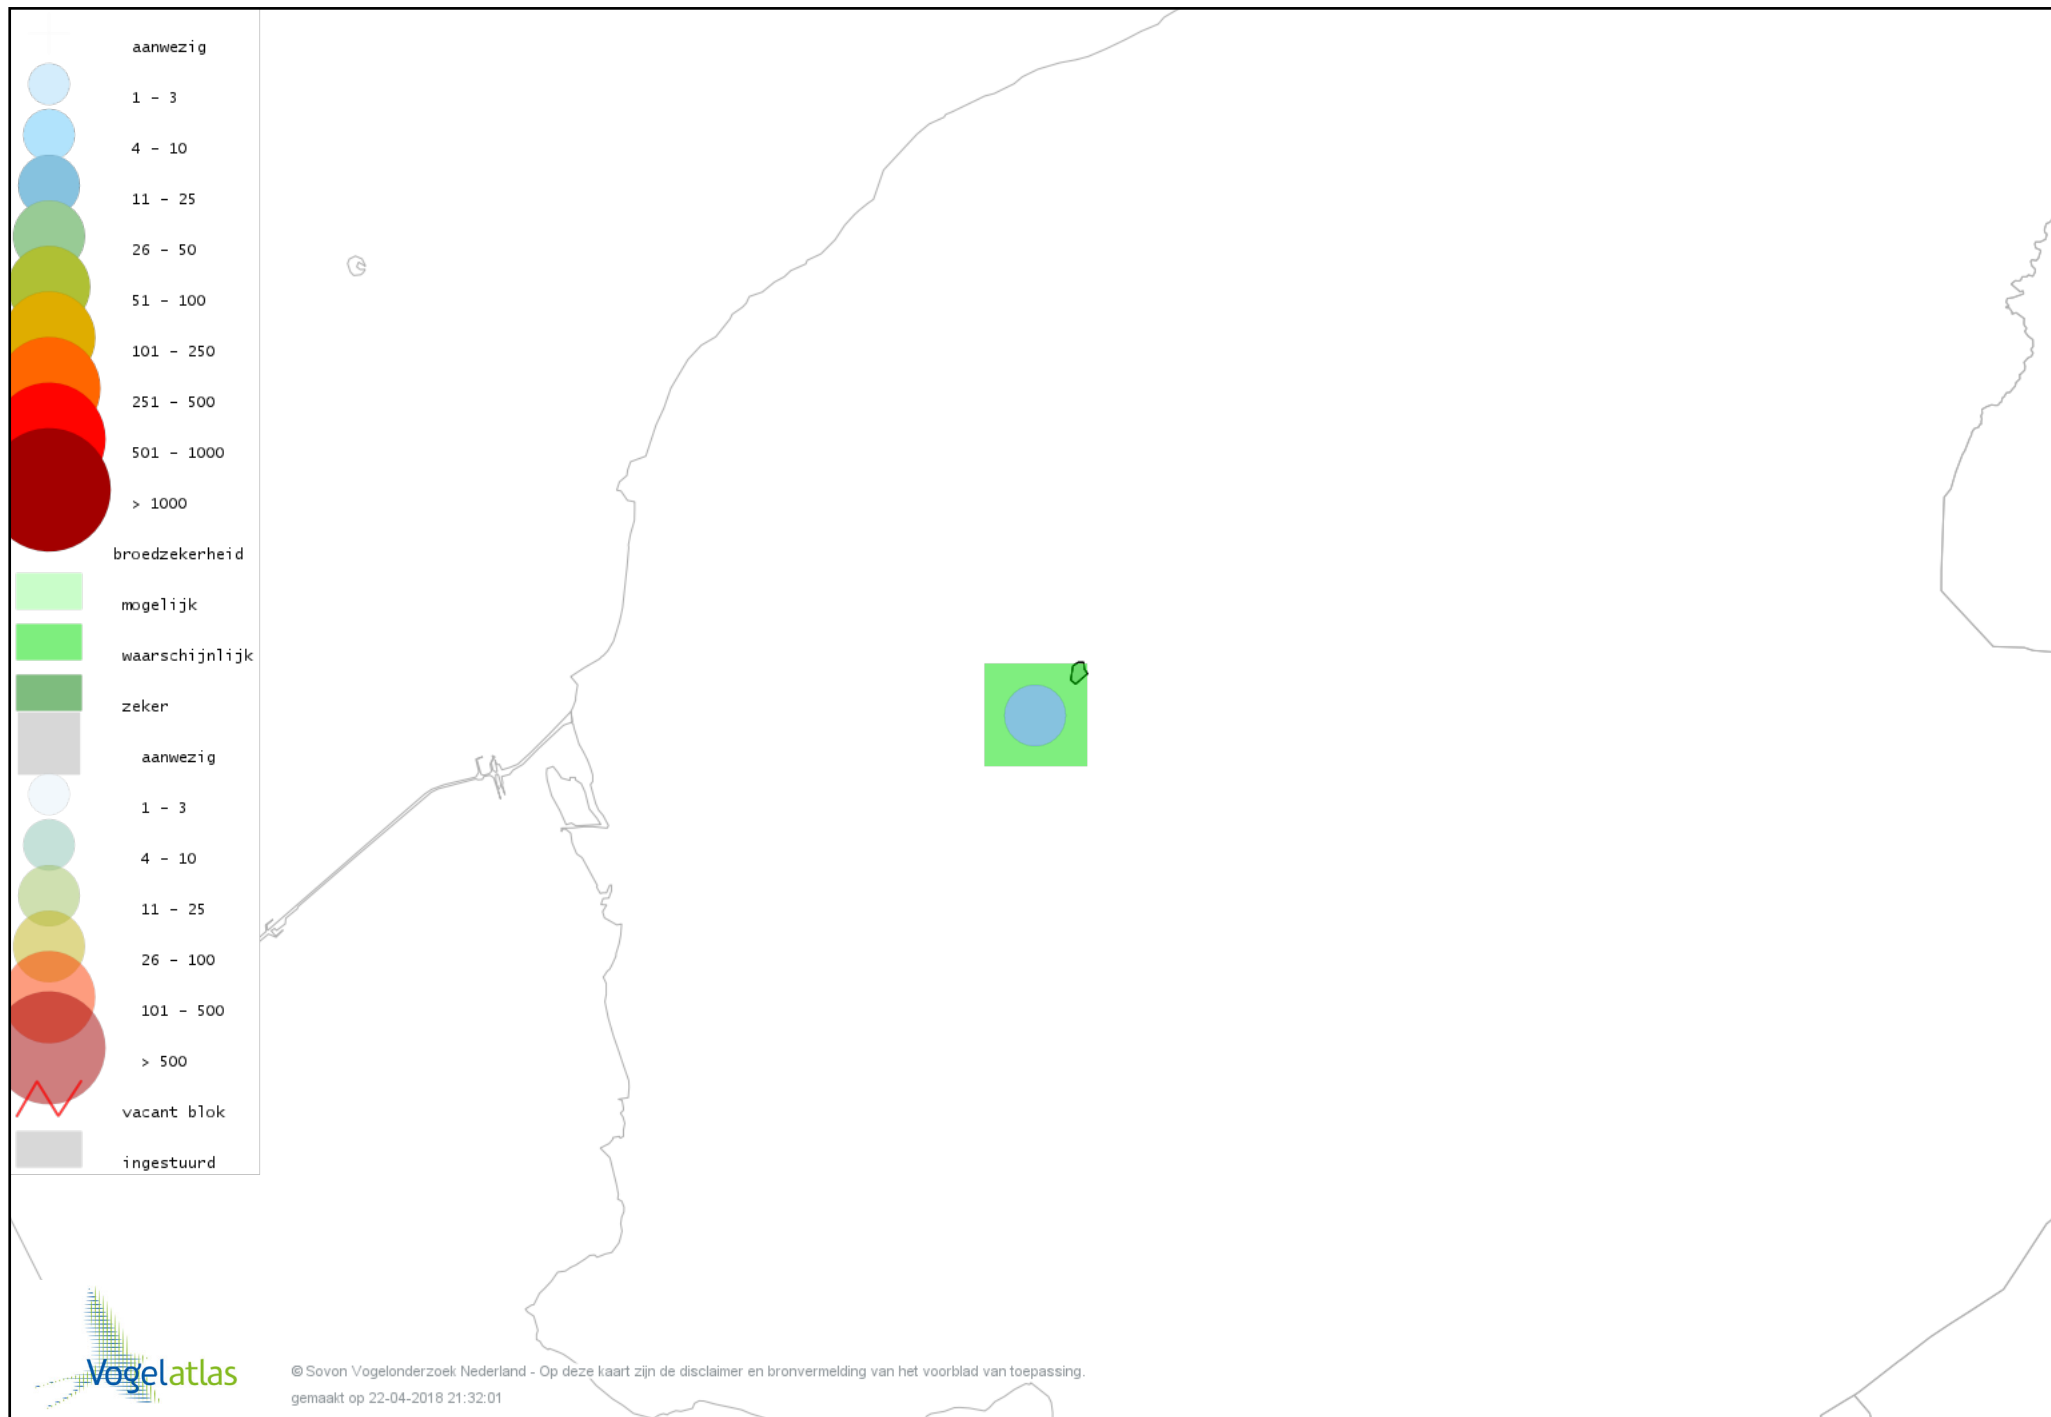 aanwezig
1 - 3
4 - 10
11 - 25
26 - 50
51 - 100
101 - 250
251 - 500
501 - 1000
> 1000
broedzekerheid
mogelijk
waarschijnlijk
zeker
aanwezig
1 - 3
4 - 10
11 - 25
26 - 100
101 - 500
> 500
vacant blok
ingestuurd
Vogelatlas
© Sovon Vogelonderzoek Nederland - Op deze kaart zijn de disclaimer en bronvermelding van het voorblad van toepassing.
gemaakt op 22-04-2018 21:32:01